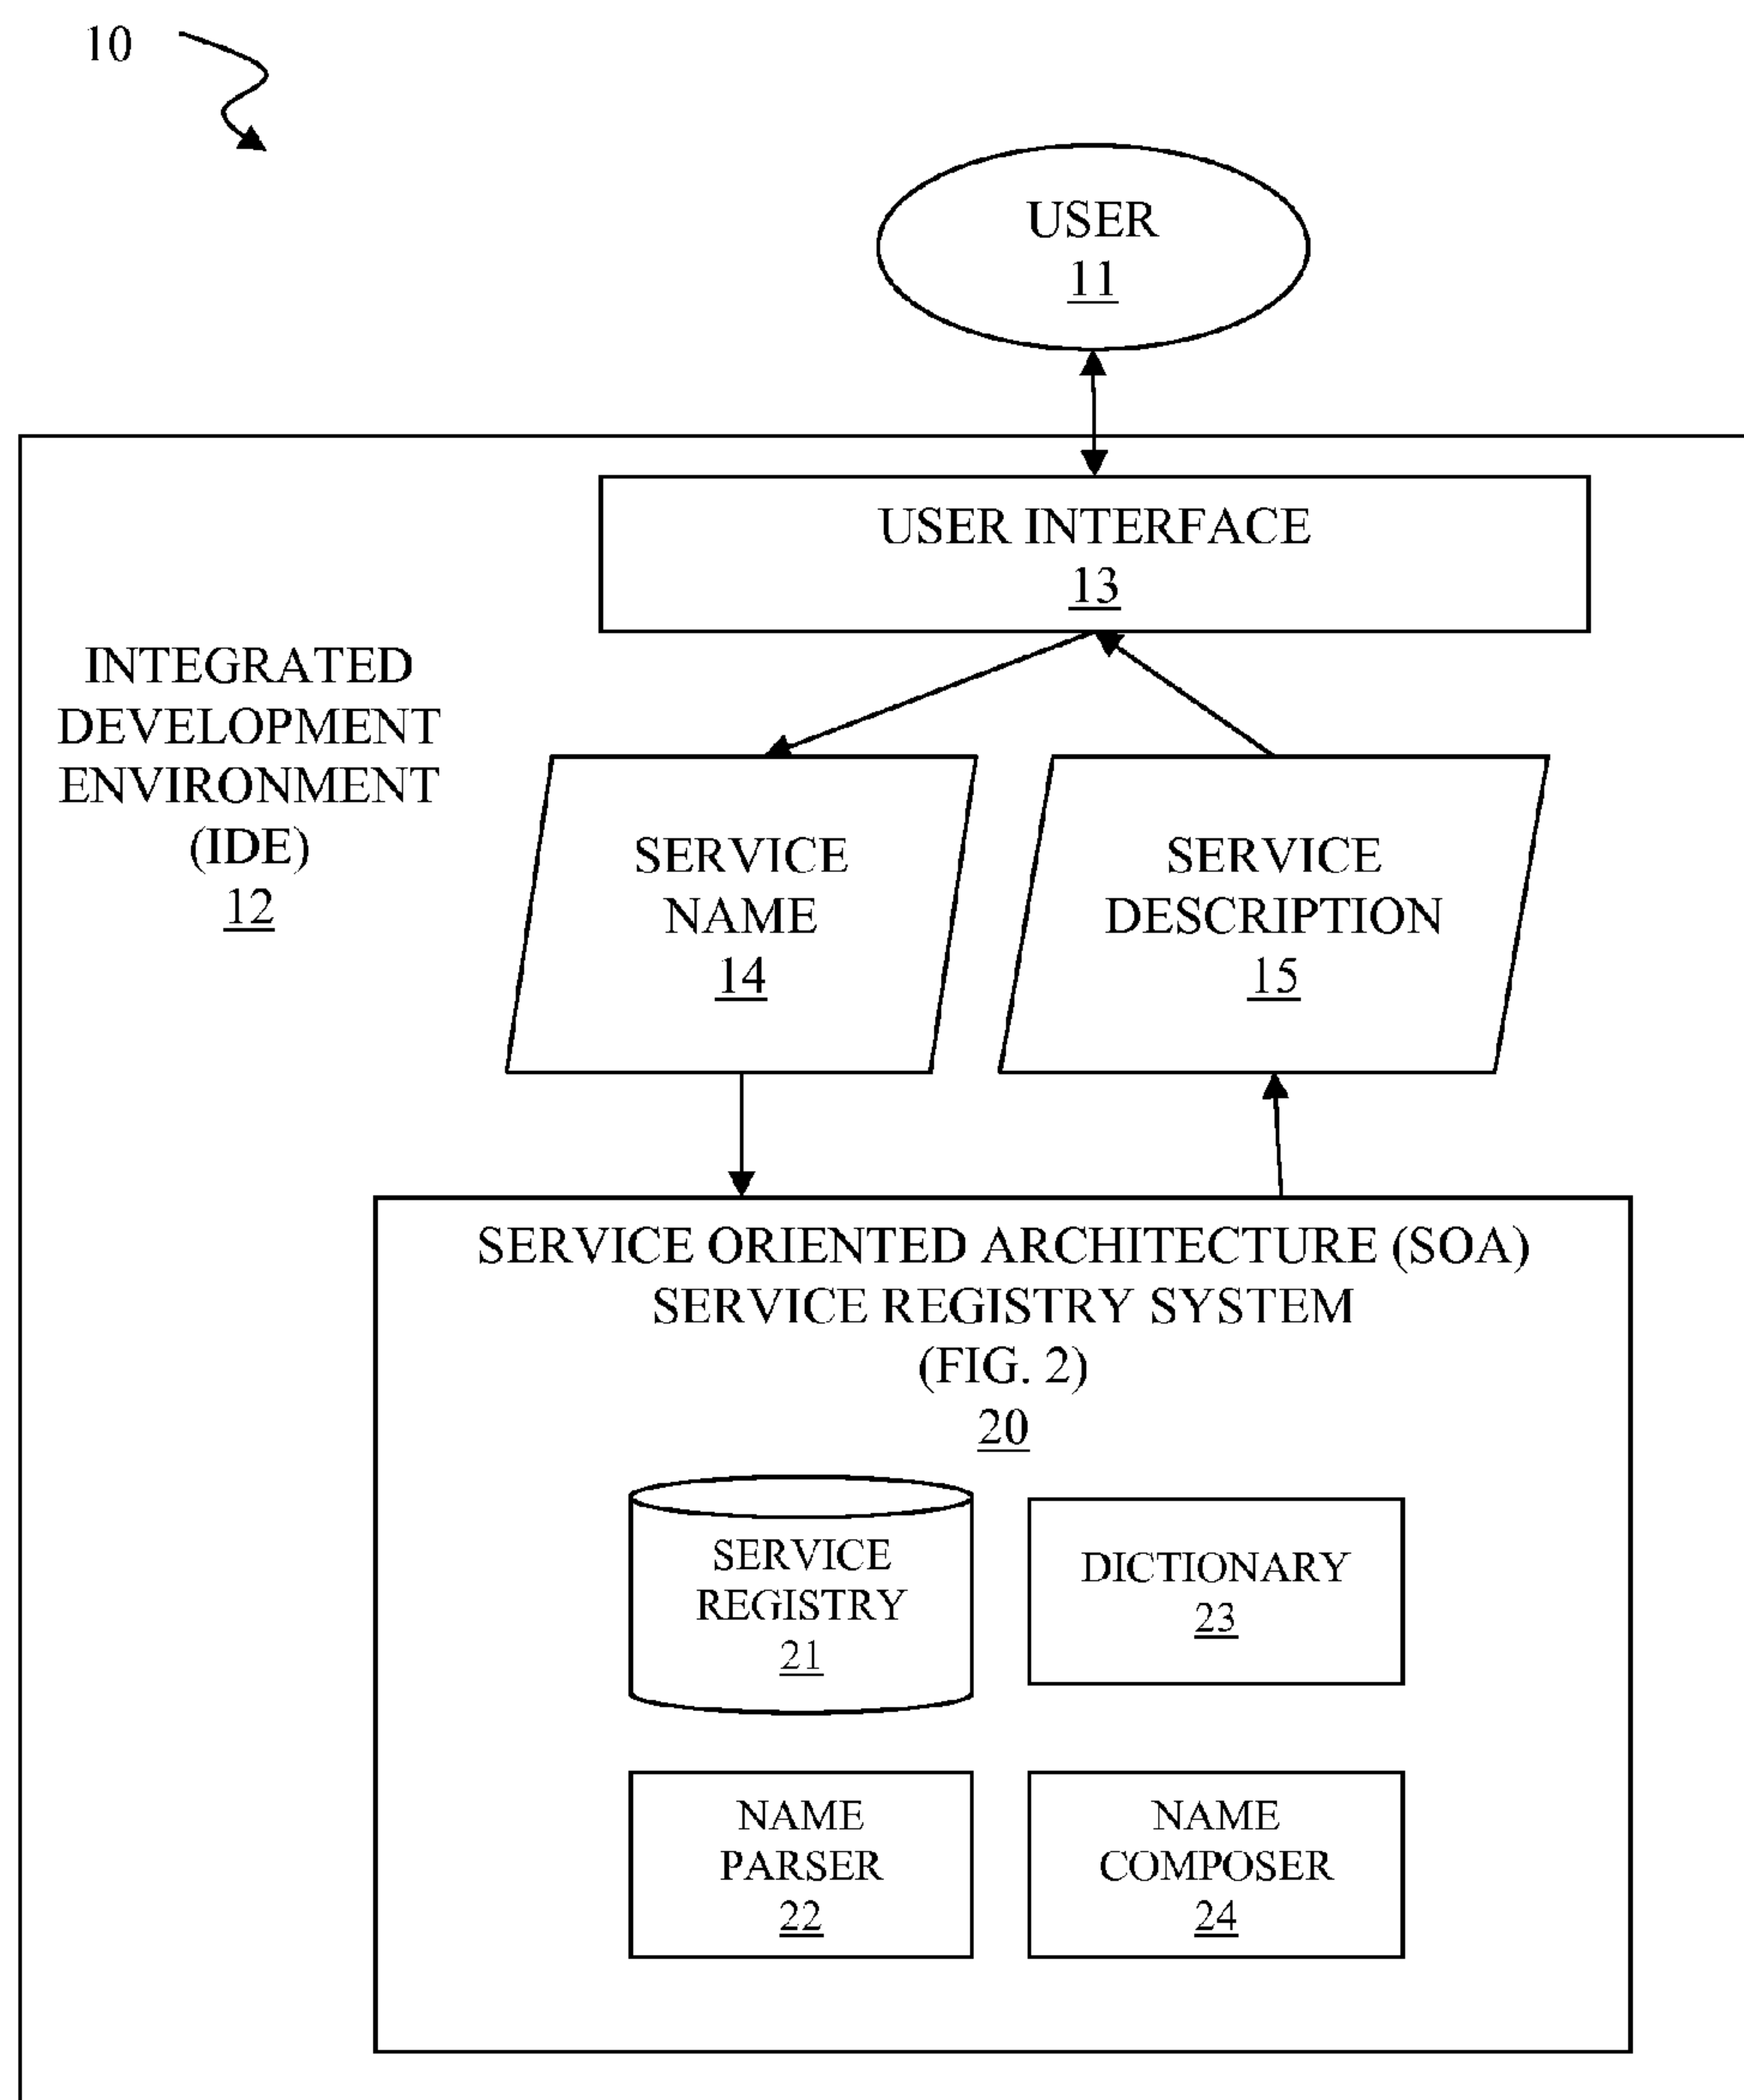 10
USER
11
USER INTERFACE
13
INTEGRATED
DEVELOPMENT
ENVIRONMENT
(IDE)
12
SERVICE
NAME
14
SERVICE
DESCRIPTION
15
SERVICE ORIENTED ARCHITECTURE (SOA)
SERVICE REGISTRY SYSTEM
(FIG. 2)
20
SERVICE
REGISTRY
21
DICTIONARY
23
NAME
PARSER
22
NAME
COMPOSER
24